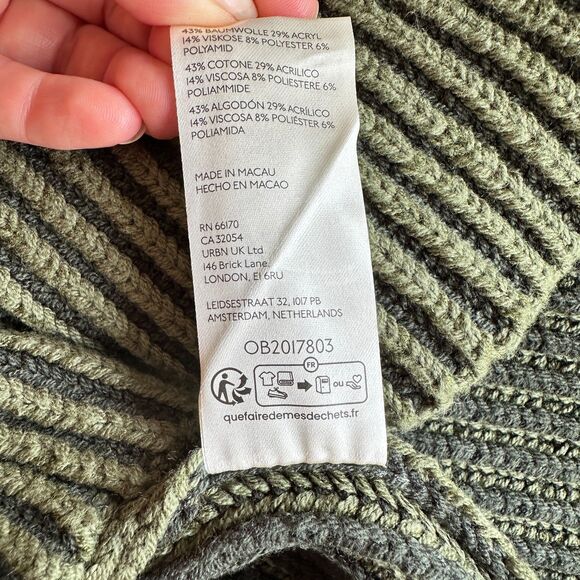 43% BAUMWOLLE 29% ACRYL
14% VISKOSE 8% POLYESTER 6%
POLYAMID
43% COTONE 29% ACRILICO
14% VISCOSA 8% POLIESTERE 6%
POLIAMMIDE
43% ALGODÓN 29% ACRÍLICO
14% VISCOSA 8% POLIÉSTER 6%
POLIAMIDA
MADE IN MACAU
HECHO EN MACAO
RN 66170
CA 32054
URBN UK Ltd
146 Brick Lane,
LONDON, E1 6RU
LEIDSESTRAAT 32, 1017 PB
AMSTERDAM, NETHERLANDS
OB2017803
FR
OU
quefairedemesdechets.fr